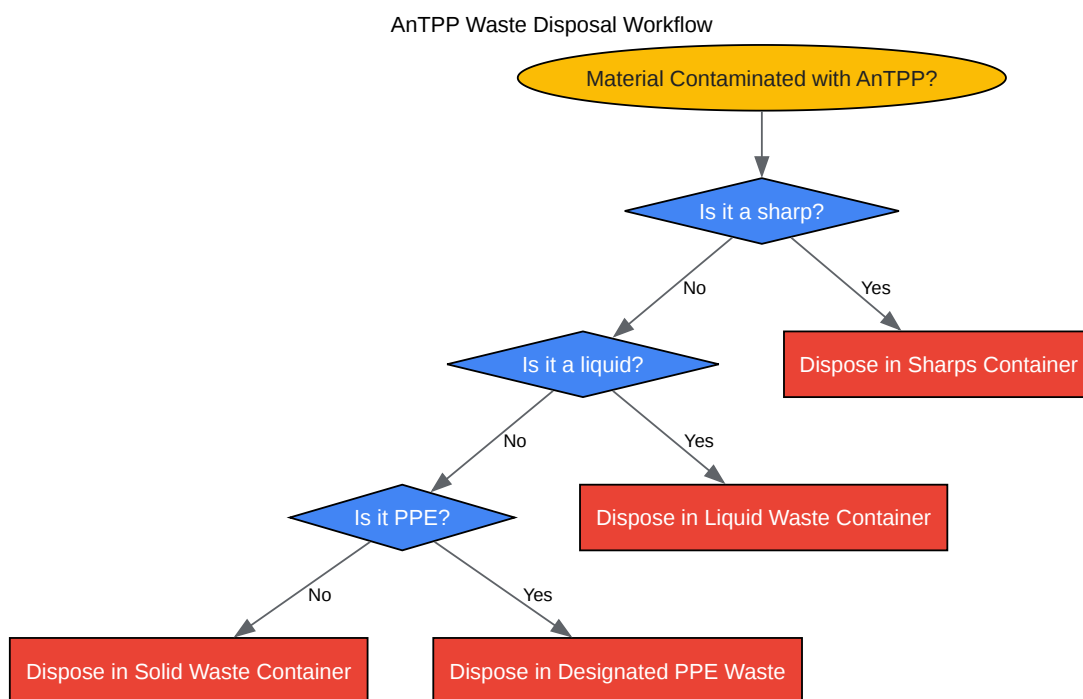 AnTPP Waste Disposal Workflow
Material Contaminated with AnTPP?
Is it a sharp?
No
Yes
Is it a liquid?
Dispose in Sharps Container
No
Yes
Is it PPE?
Dispose in Liquid Waste Container
No
Yes
Dispose in Solid Waste Container
Dispose in Designated PPE Waste